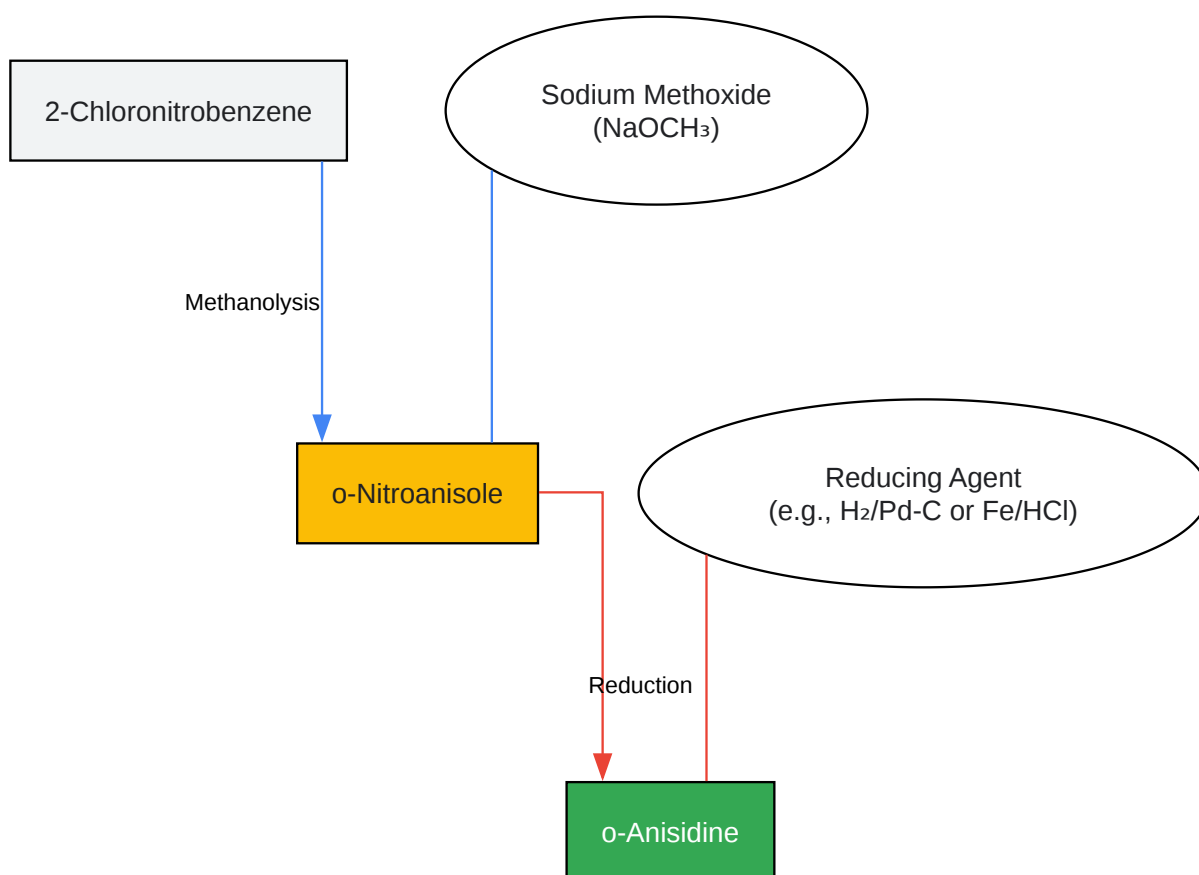 2-Chloronitrobenzene
Sodium Methoxide
(NaOCH₃)
Methanolysis
o-Nitroanisole
Reducing Agent
(e.g., H₂/Pd-C or Fe/HCl)
Reduction
o-Anisidine